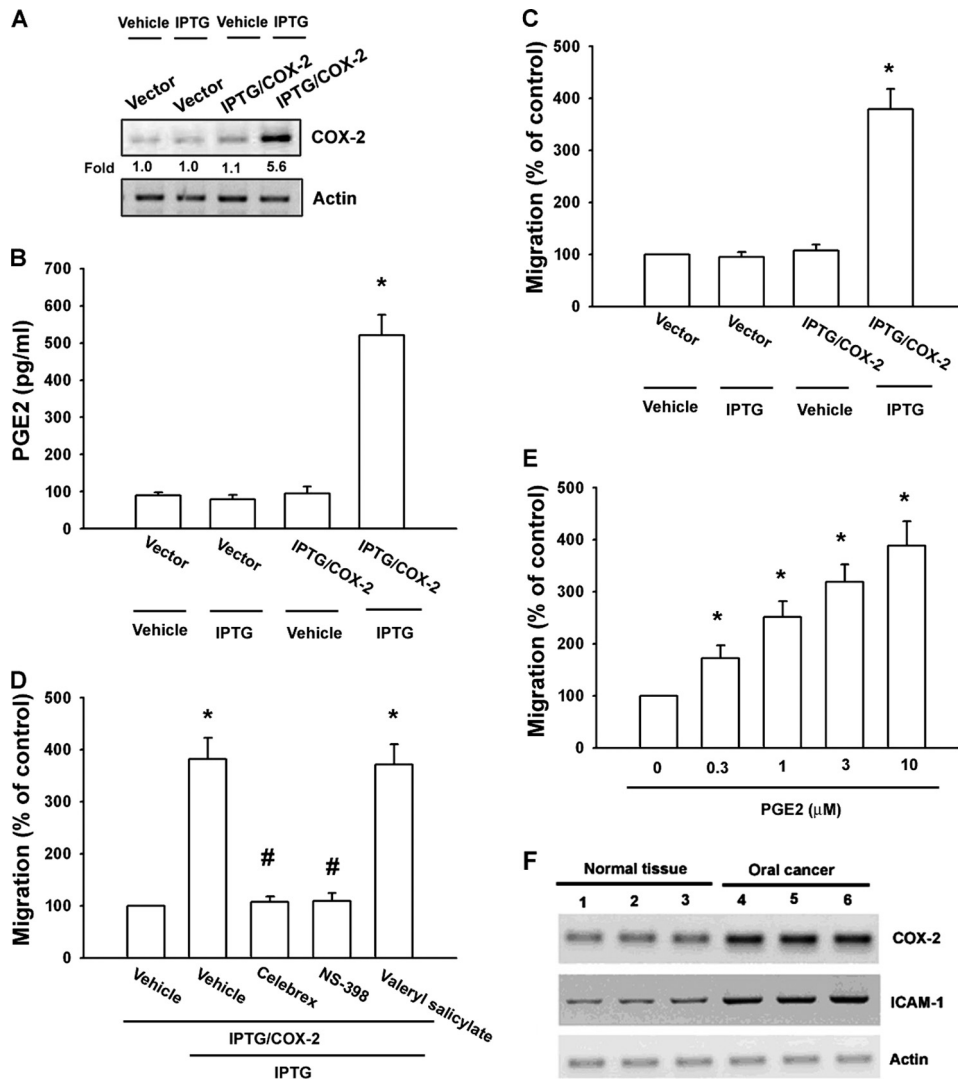 A
Vehicle IPTG Vehicle IPTG
Vector Vector IPTG/COX-2 IPTG/COX-2
COX-2
Fold 1.0 1.0 1.1 5.6
Actin
B
PGE2 (pg/ml)
700
600
500
400
300
200
100
0
*
Vector Vector IPTG/COX-2 IPTG/COX-2
Vehicle IPTG Vehicle IPTG
C
Migration (% of control)
500
400
300
200
100
0
*
Vector Vector IPTG/COX-2 IPTG/COX-2
Vehicle IPTG Vehicle IPTG
D
Migration (% of control)
500
400
300
200
100
0
* # # *
Vehicle Vehicle Celebrex NS-398 Valeryl salicylate
IPTG/COX-2
IPTG
E
Migration (% of control)
500
400
300
200
100
0
* * * *
0 0.3 1 3 10
PGE2 (μM)
F
Normal tissue Oral cancer
1 2 3 4 5 6
COX-2
ICAM-1
Actin